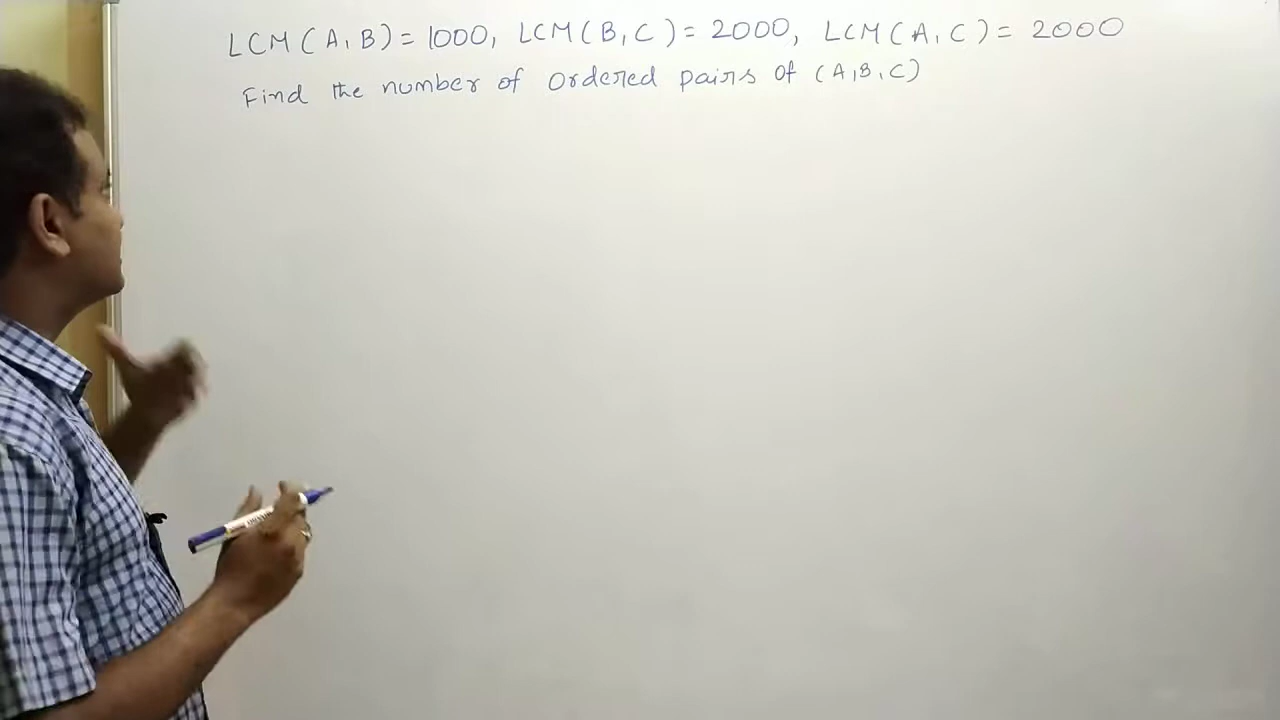 LCM(A,B)= 1000, LCM(B,C)= 2000, LCM(A,C)= 2000
Find the number of ordered pairs of (A,B,C)